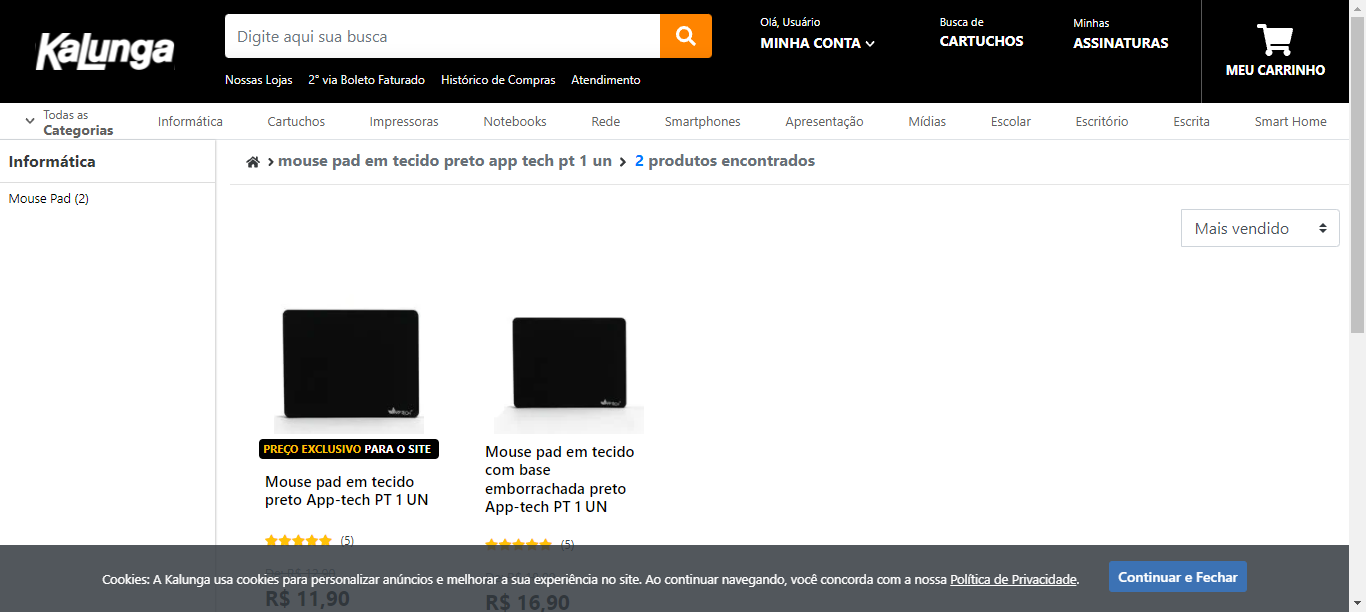 Kalunga
Digite aqui sua busca
Nossas Lojas 2° via Boleto Faturado Histórico de Compras Atendimento
Olá, Usuário
MINHA CONTA
Busca de
CARTUCHOS
Minhas
ASSINATURAS
MEU CARRINHO
Todas as
Categorias
Informática Cartuchos Impressoras Notebooks Rede Smartphones Apresentação Mídias Escolar Escritório Escrita Smart Home
Informática
Mouse Pad (2)
mouse pad em tecido preto app tech pt 1 un 2 produtos encontrados
Mais vendido
PREÇO EXCLUSIVO PARA O SITE
Mouse pad em tecido
preto App-tech PT 1 UN
(5)
R$ 11,90
Mouse pad em tecido
com base
emborrachada preto
App-tech PT 1 UN
(5)
R$ 16,90
Cookies: A Kalunga usa cookies para personalizar anúncios e melhorar a sua experiência no site. Ao continuar navegando, você concorda com a nossa Política de Privacidade.
Continuar e Fechar